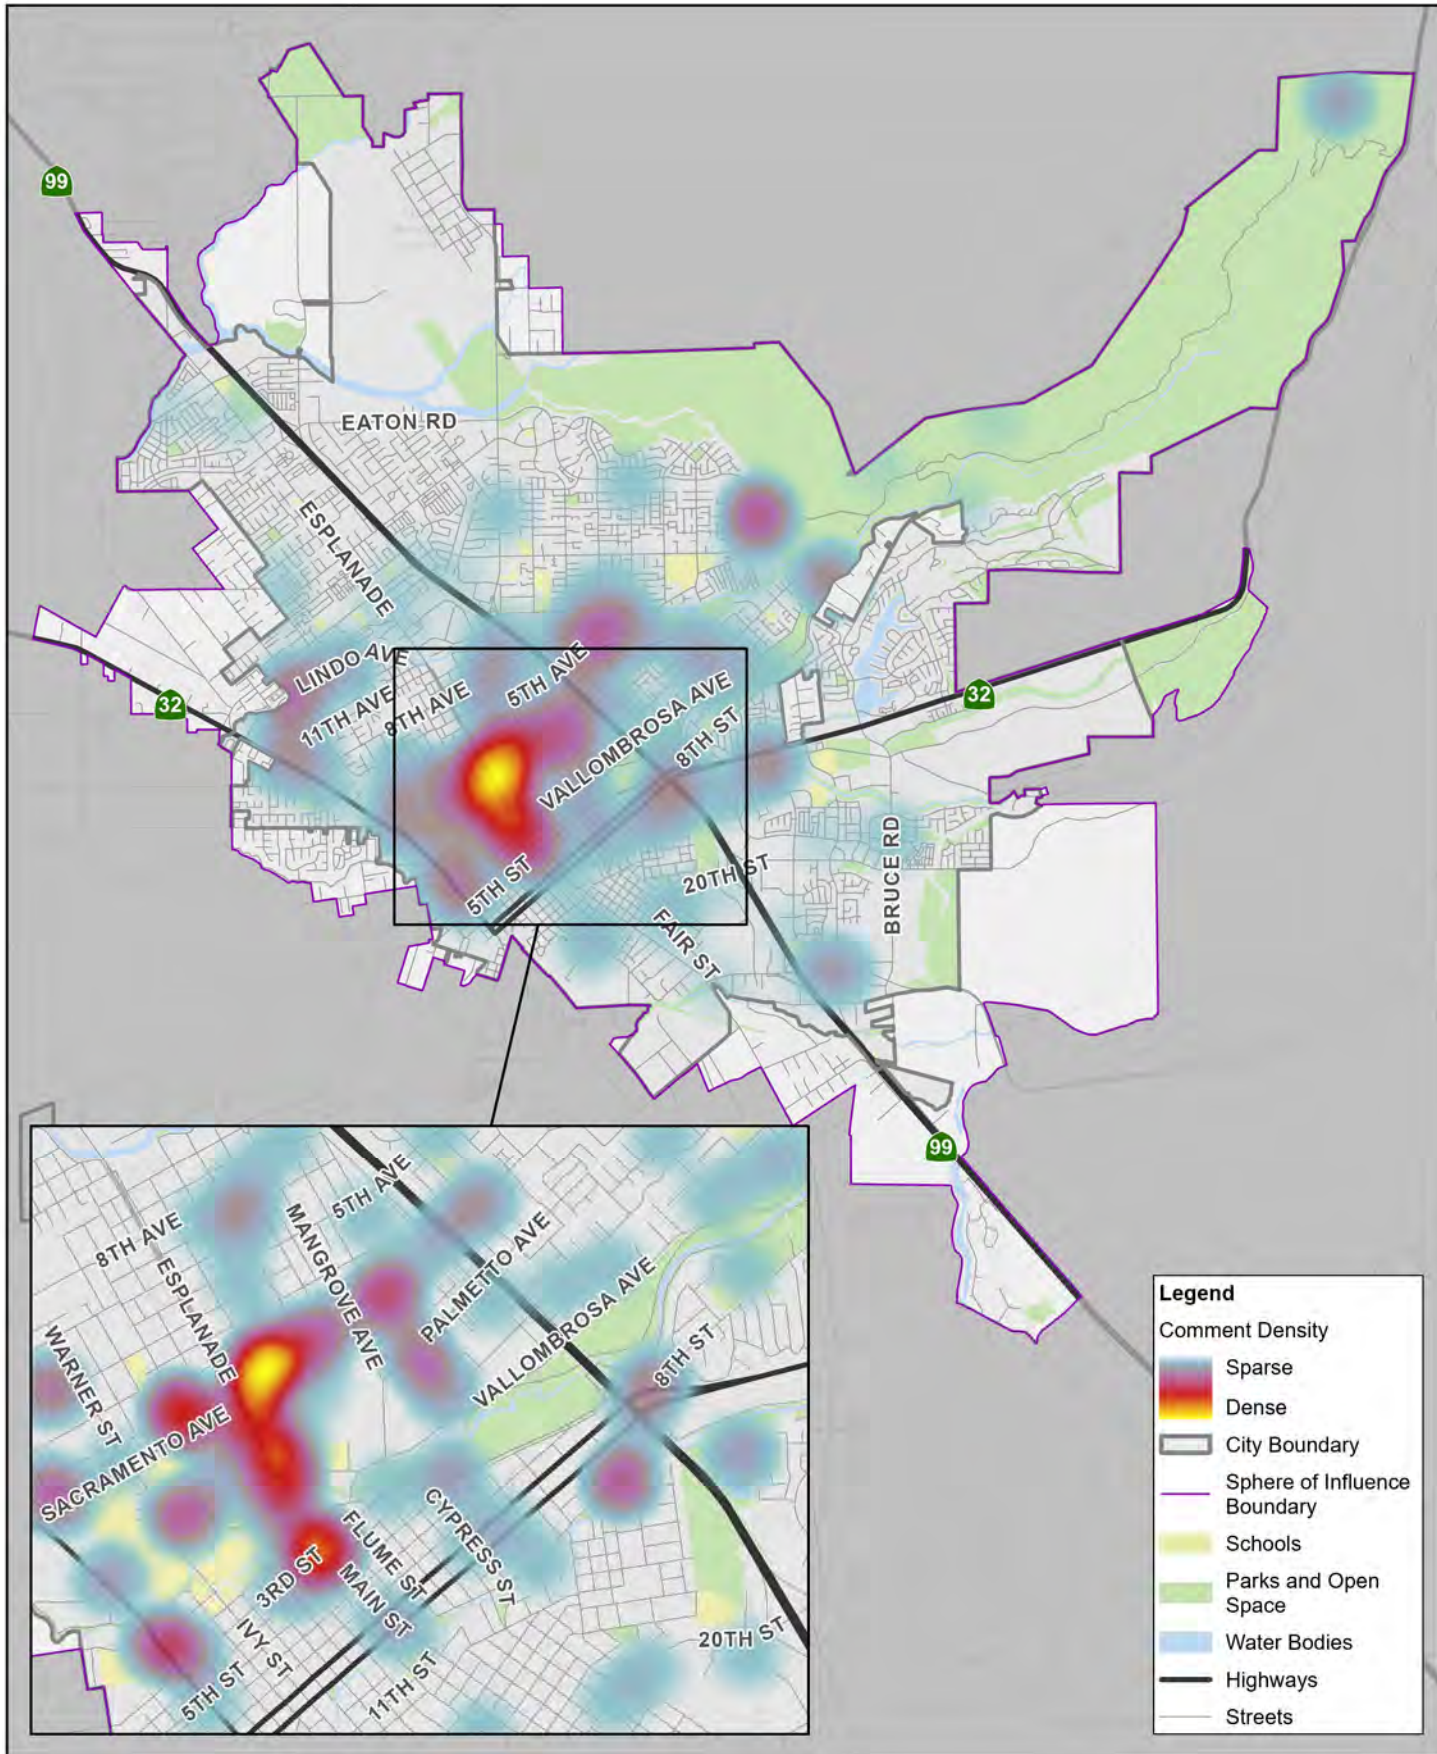 99
EATON RD
ESPLANADE
LINDO AVE
11TH AVE
8TH AVE
5TH AVE
VALLOMBROSA AVE
8TH ST
32
32
5TH ST
20TH ST
FAIR ST
BRUCE RD
99
8TH AVE
ESPLANADE
MANGROVE AVE
5TH AVE
PALMETTO AVE
VALLOMBROSA AVE
8TH ST
WARNER ST
SACRAMENTO AVE
CYPRESS ST
FLUME ST
MAIN ST
3RD ST
IVY ST
5TH ST
11TH ST
20TH ST
Legend
Comment Density
Sparse
Dense
City Boundary
Sphere of Influence
Boundary
Schools
Parks and Open
Space
Water Bodies
Highways
Streets